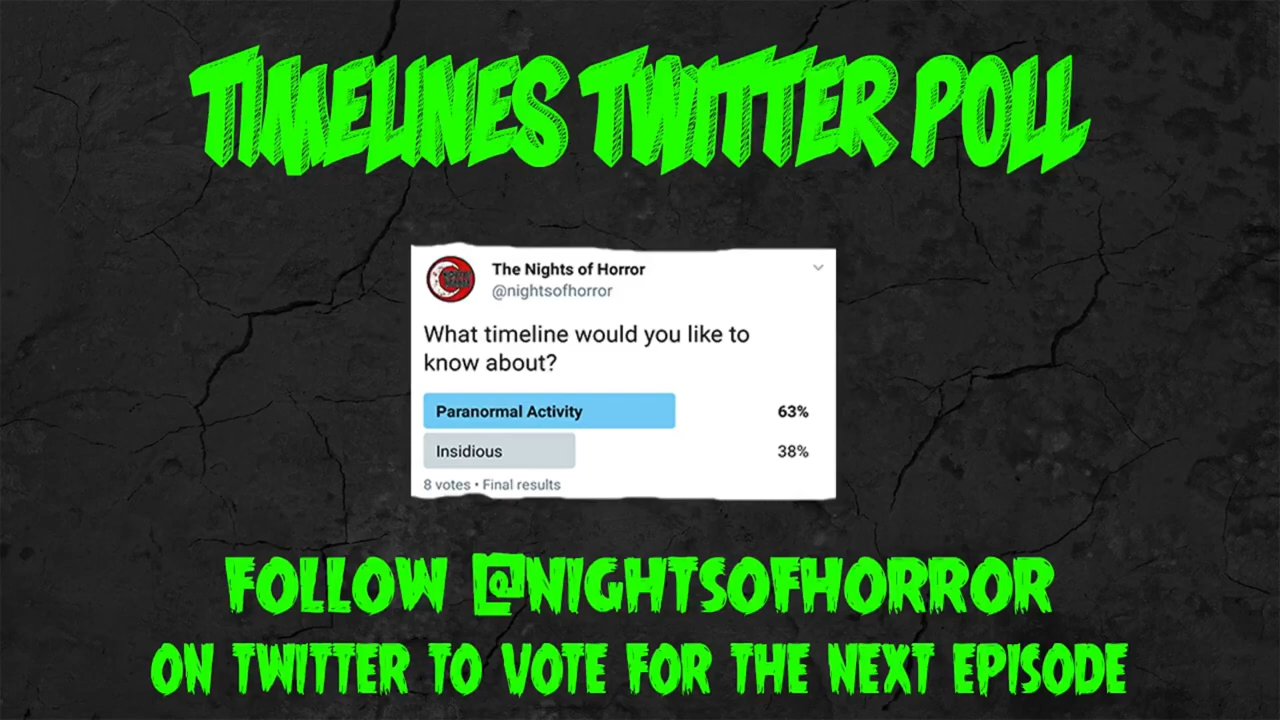 TIMELINES TWITTER POLL
The Nights of Horror
@nightsofhorror
What timeline would you like to
know about?
Paranormal Activity 63%
Insidious 38%
8 votes • Final results
FOLLOW @NIGHTSOFHORROR
ON TWITTER TO VOTE FOR THE NEXT EPISODE